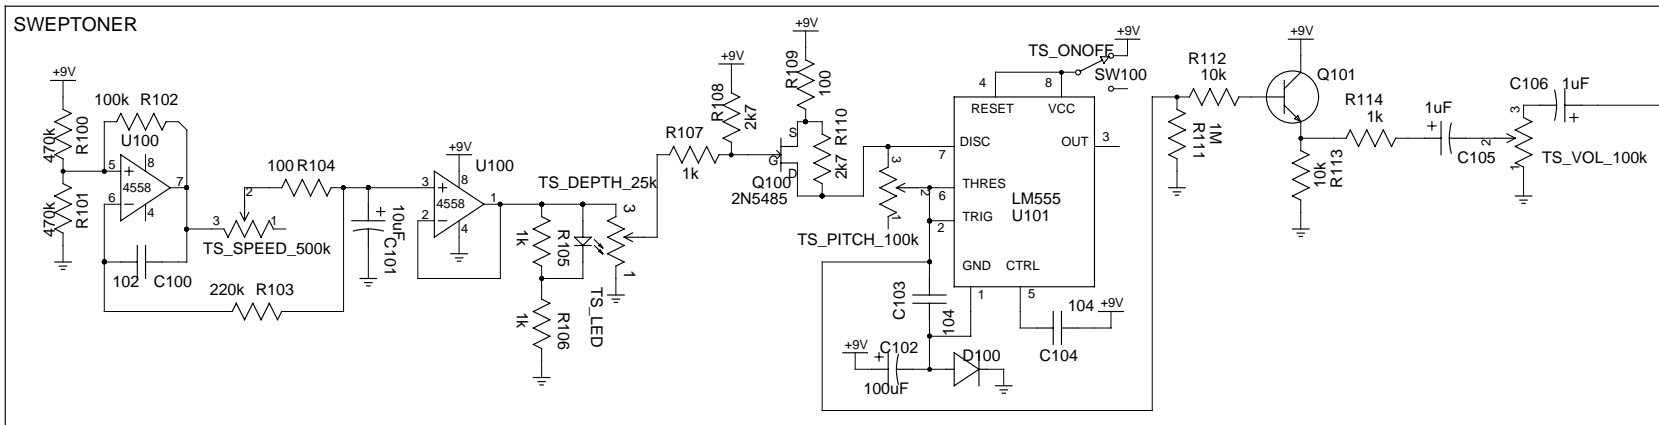 SWEPTONER
+9V
100k R102
470k R100
U100
5
8
4558
7
6
4
470k R101
2
100 R104
3
1
TS_SPEED_500k
102 C100
220k R103
10uF
C101
+9V
U100
3
8
4558
1
2
4
1k R105
TS_DEPTH_25k
3
1
1k R106
TS_LED
R107
1k
+9V
R108
2k7
+9V
R109
100
S
G
D
Q100
2N5485
R110
2k7
3
2
1
TS_PITCH_100k
+9V
TS_ONOFF
SW100
4
8
RESET VCC
7 DISC
OUT 3
THRES
6
LM555
TRIG U101
2
GND CTRL
1
5
C103
104
104 +9V
C104
+9V
C102
100uF
D100
R112
10k
1M
R111
+9V
Q101
10k
R113
R114
1k
1uF
C105
C106 1uF
3
2
1
TS_VOL_100k